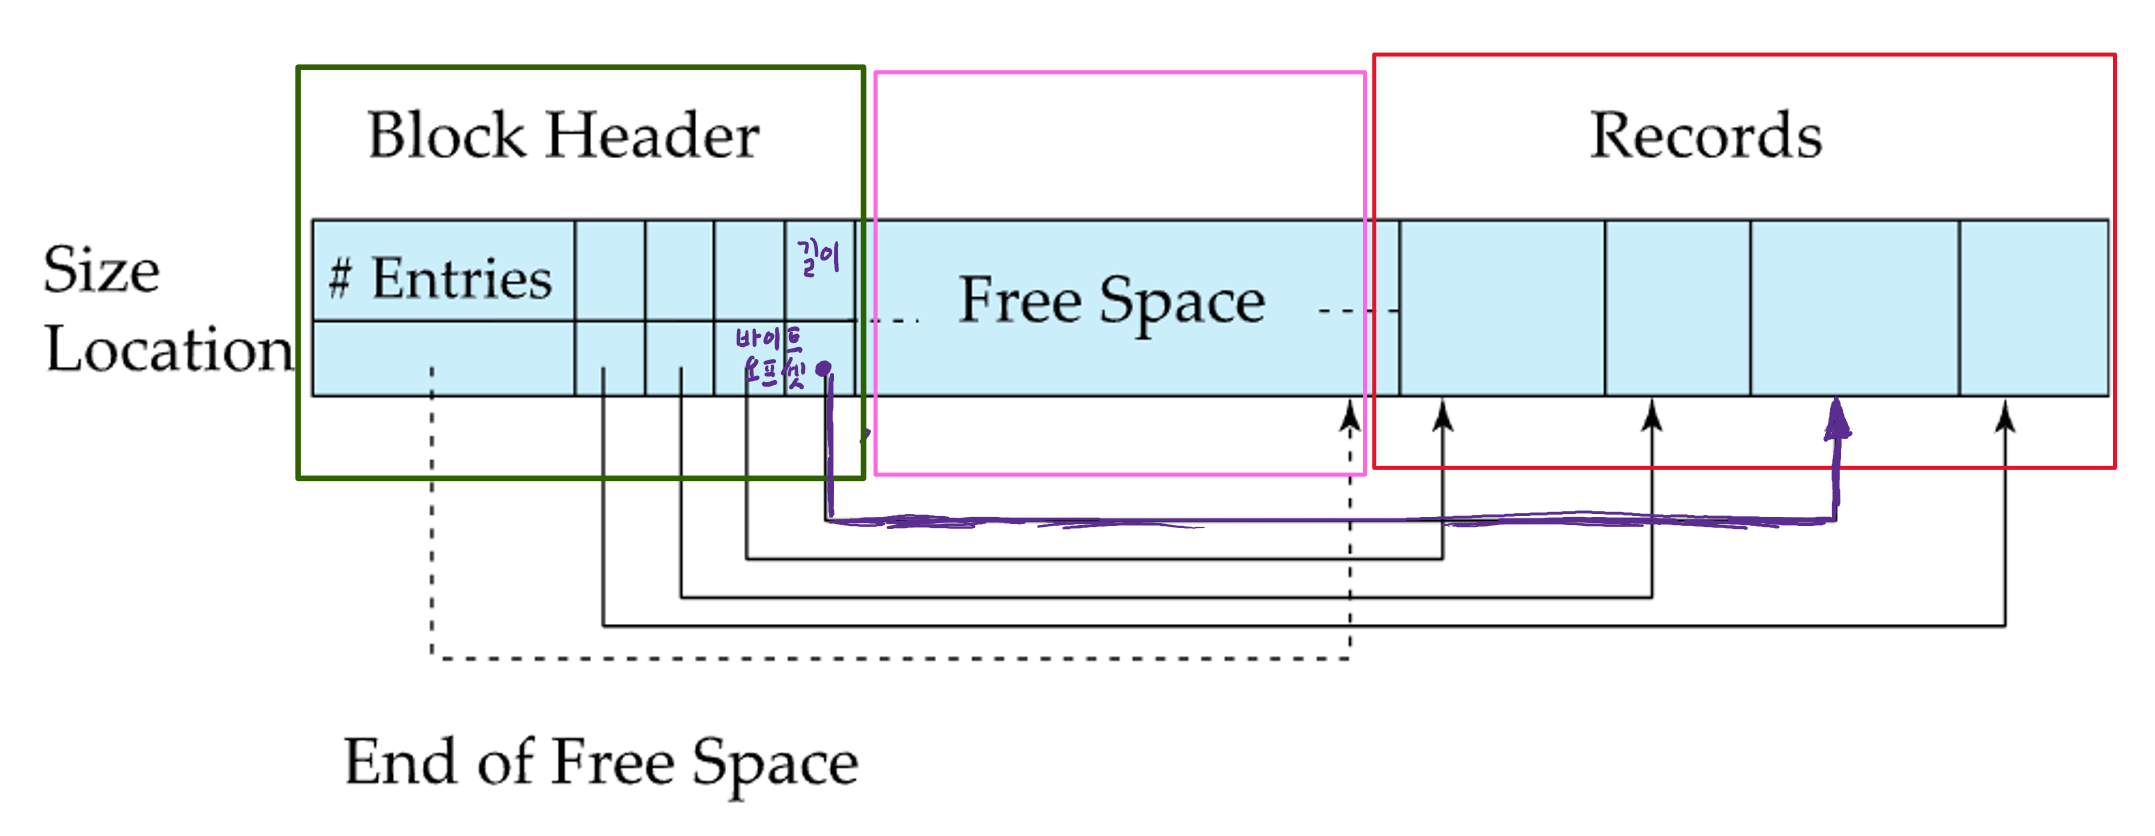 Block Header
Records
Size
# Entries
길이
Free Space
Location
바이트
오프셋
End of Free Space